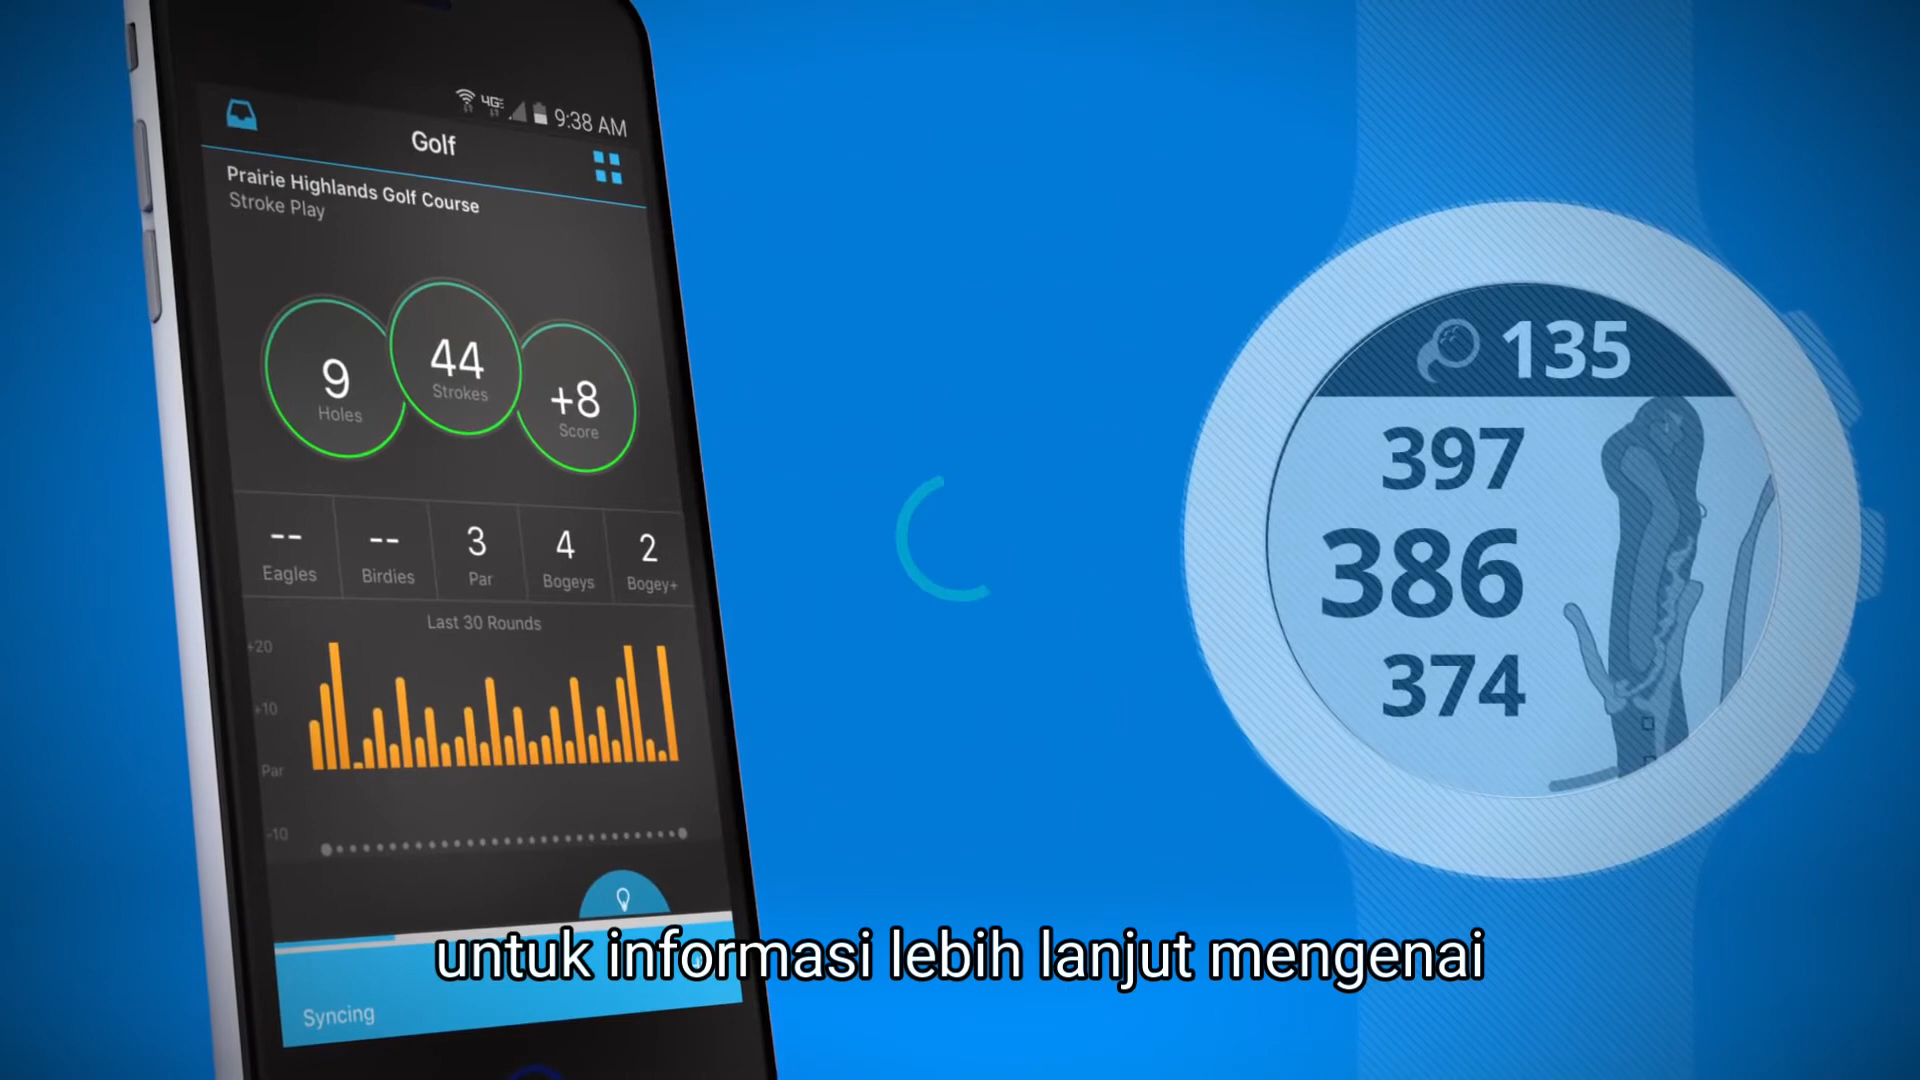 4G
9:38 AM
Golf
Prairie Highlands Golf Course
Stroke Play
9
Holes
44
Strokes
+8
Score
--
Eagles
--
Birdies
3
Par
4
Bogeys
2
Bogey+
Last 30 Rounds
+20
+10
Par
-10
Syncing
135
397
386
374
untuk informasi lebih lanjut mengenai